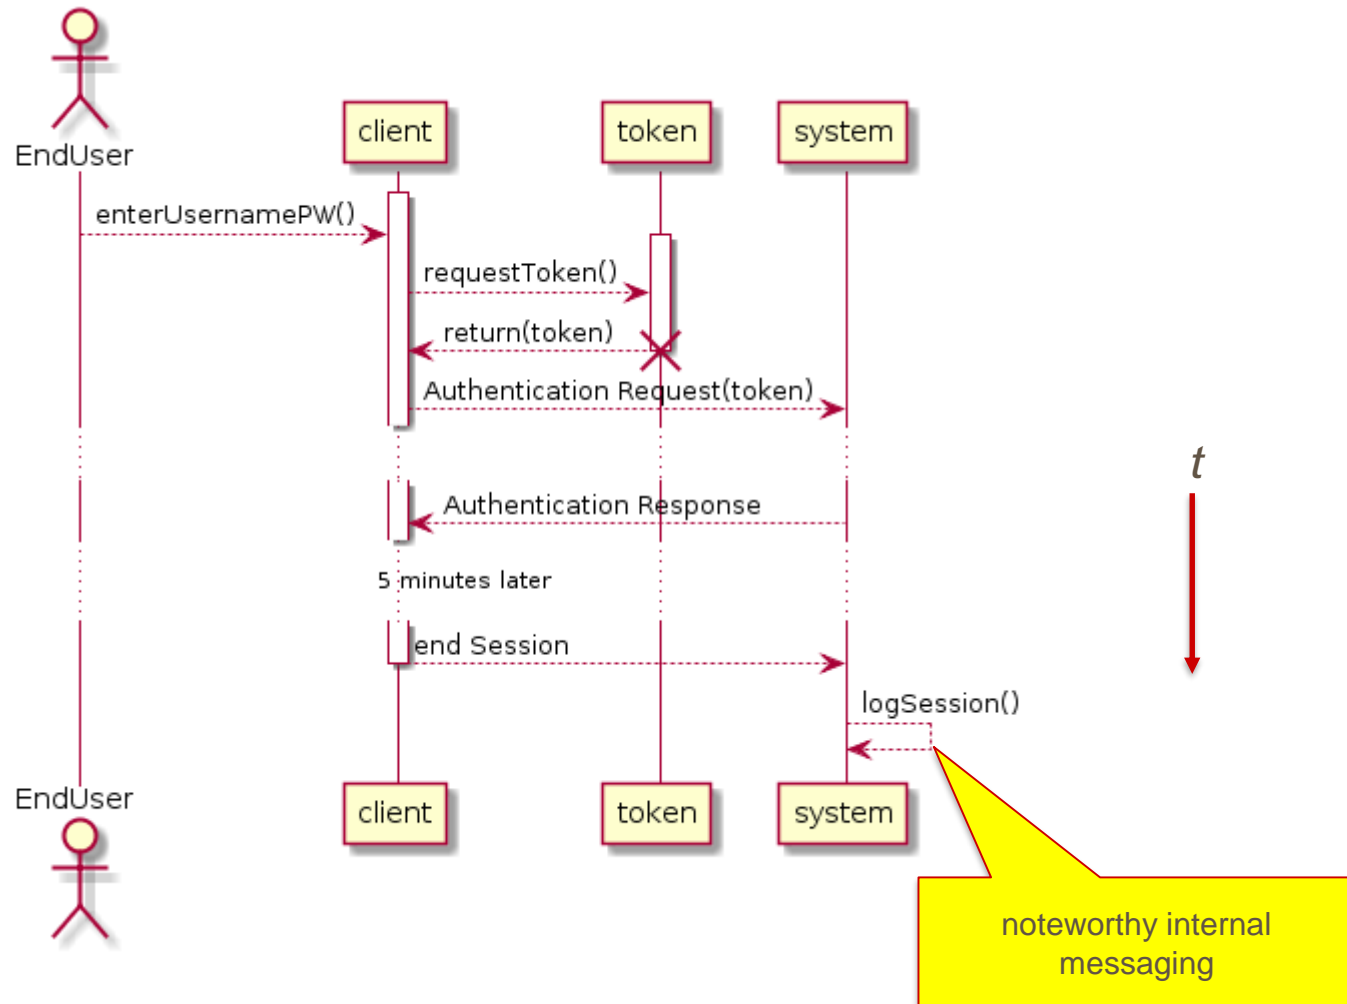 EndUser
client
token
system
enterUsernamePW()
requestToken()
return(token)
Authentication Request(token)
t
Authentication Response
5 minutes later
end Session
logSession()
EndUser
client
token
system
noteworthy internal
messaging